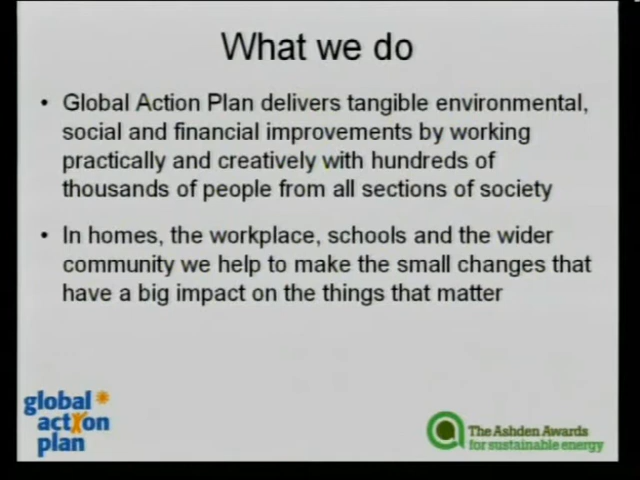 What we do
• Global Action Plan delivers tangible environmental,
social and financial improvements by working
practically and creatively with hundreds of
thousands of people from all sections of society
• In homes, the workplace, schools and the wider
community we help to make the small changes that
have a big impact on the things that matter
global
action
plan
The Ashden Awards
for sustainable energy